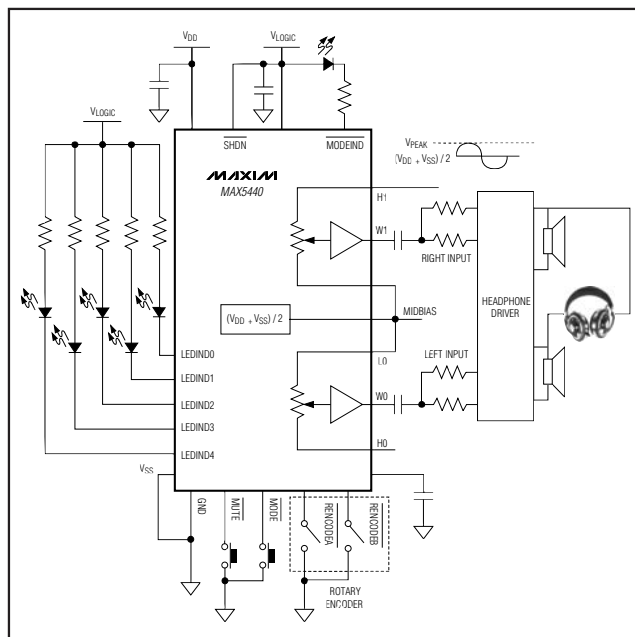 VDD
VLOGIC
VLOGIC
SHDN
MODEIND
VPEAK
(VDD + VSS) / 2
MAXIM
MAX5440
H1
W1
RIGHT INPUT
HEADPHONE
DRIVER
(VDD + VSS) / 2
MIDBIAS
L0
LEFT INPUT
W0
H0
LEDIND0
LEDIND1
LEDIND2
LEDIND3
LEDIND4
VSS
GND
MUTE
MODE
RENCODEA
RENCODEB
ROTARY
ENCODER